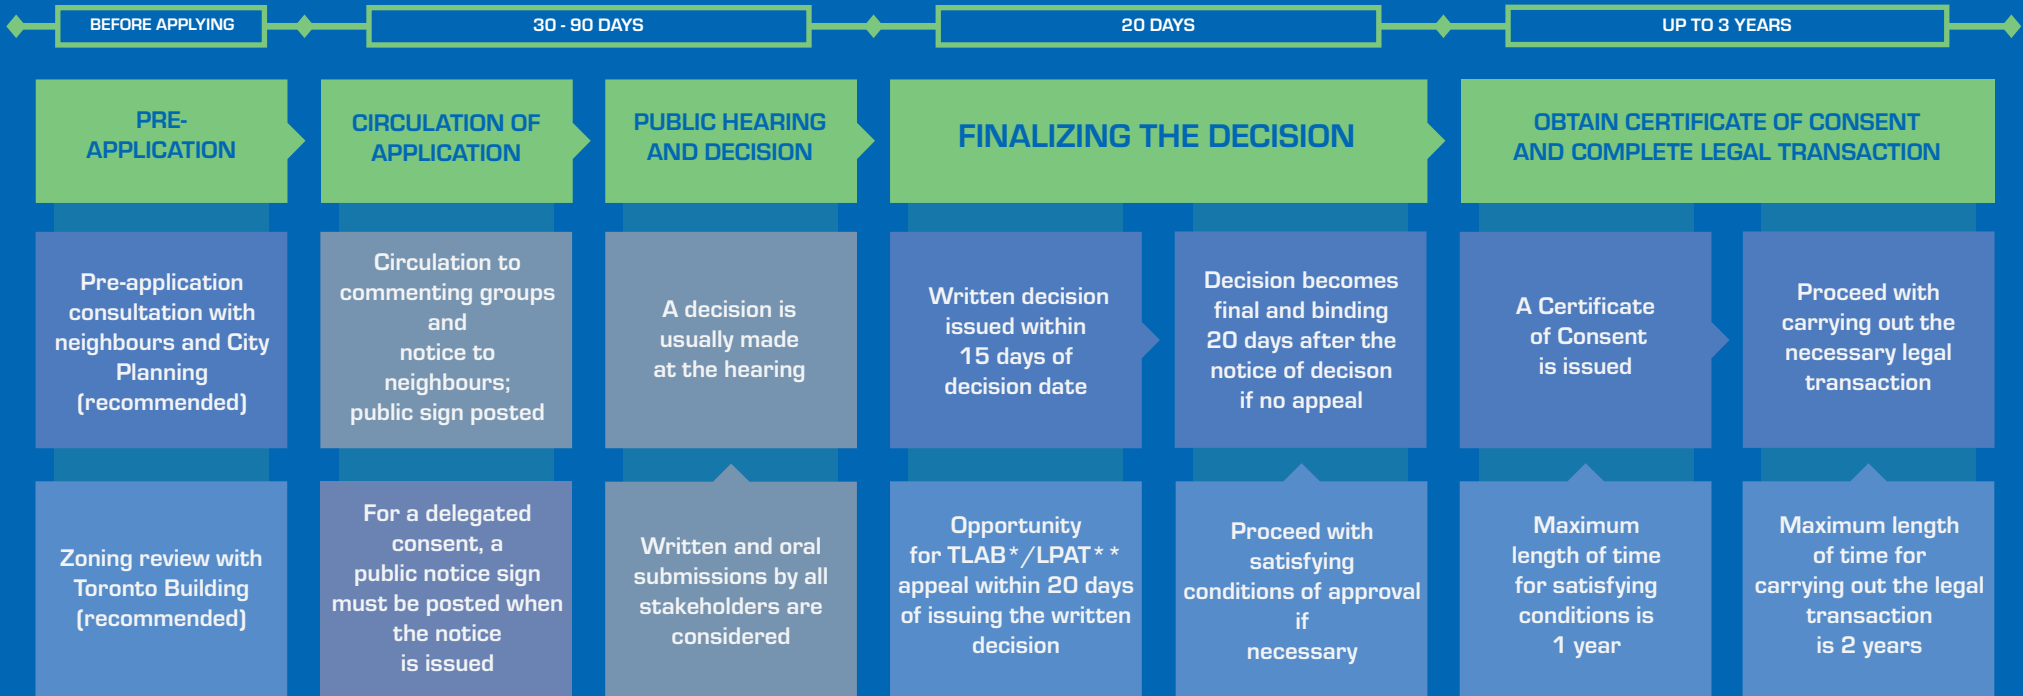 BEFORE APPLYING
30 - 90 DAYS
20 DAYS
UP TO 3 YEARS
PRE-
APPLICATION
CIRCULATION OF
APPLICATION
PUBLIC HEARING
AND DECISION
FINALIZING THE DECISION
OBTAIN CERTIFICATE OF CONSENT
AND COMPLETE LEGAL TRANSACTION
Pre-application
consultation with
neighbours and City
Planning
(recommended)
Circulation to
commenting groups
and
notice to
neighbours;
public sign posted
A decision is
usually made
at the hearing
Written decision
issued within
15 days of
decision date
Decision becomes
final and binding
20 days after the
notice of decison
if no appeal
A Certificate
of Consent
is issued
Proceed with
carrying out the
necessary legal
transaction
Zoning review with
Toronto Building
(recommended)
For a delegated
consent, a
public notice sign
must be posted when
the notice
is issued
Written and oral
submissions by all
stakeholders are
considered
Opportunity
for TLAB*/LPAT**
appeal within 20 days
of issuing the written
decision
Proceed with
satisfying
conditions of approval
if
necessary
Maximum
length of time
for satisfying
conditions is
1 year
Maximum length
of time for
carrying out the legal
transaction
is 2 years